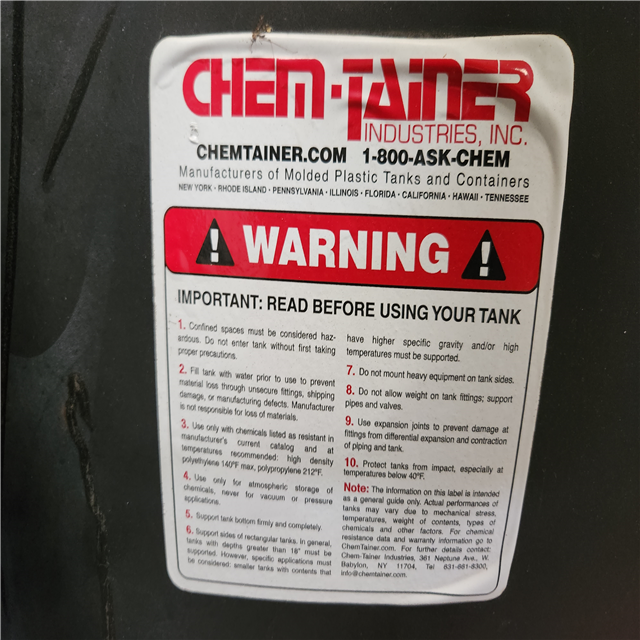 CHEM-TAINER
INDUSTRIES, INC.
CHEMTAINER.COM 1-800-ASK-CHEM
Manufacturers of Molded Plastic Tanks and Containers
NEW YORK · RHODE ISLAND · PENNSYLVANIA · ILLINOIS · FLORIDA · CALIFORNIA · HAWAII · TENNESSEE
WARNING
IMPORTANT: READ BEFORE USING YOUR TANK
1. Confined spaces must be considered haz-
ardous. Do not enter tank without first taking
proper precautions.
2. Fill tank with water prior to use to prevent
material loss through unsecure fittings, shipping
damage, or manufacturing defects. Manufacturer
is not responsible for loss of materials.
3. Use only with chemicals listed as resistant in
manufacturer's current catalog and at
temperatures recommended: high density
polyethylene 140°F max, polypropylene 212°F.
4. Use only for atmospheric storage of
chemicals, never for vacuum or pressure
applications.
5. Support tank bottom firmly and completely.
6. Support sides of rectangular tanks. In general,
tanks with depths greater than 18" must be
supported. However, specific applications must
be considered: smaller tanks with contents that
have higher specific gravity and/or high
temperatures must be supported.
7. Do not mount heavy equipment on tank sides.
8. Do not allow weight on tank fittings; support
pipes and valves.
9. Use expansion joints to prevent damage at
fittings from differential expansion and contraction
of piping and tank.
10. Protect tanks from impact, especially at
temperatures below 40°F.
Note: The information on this label is intended
as a general guide only. Actual performances of
tanks may vary due to mechanical stress,
temperatures, weight of contents, types of
chemicals and other factors. For chemical
resistance data and warranty information go to
ChemTainer.com. For further details contact:
Chem-Tainer Industries, 361 Neptune Ave., W.
Babylon, NY 11704, Tel 631-661-8300,
info@chemtainer.com.